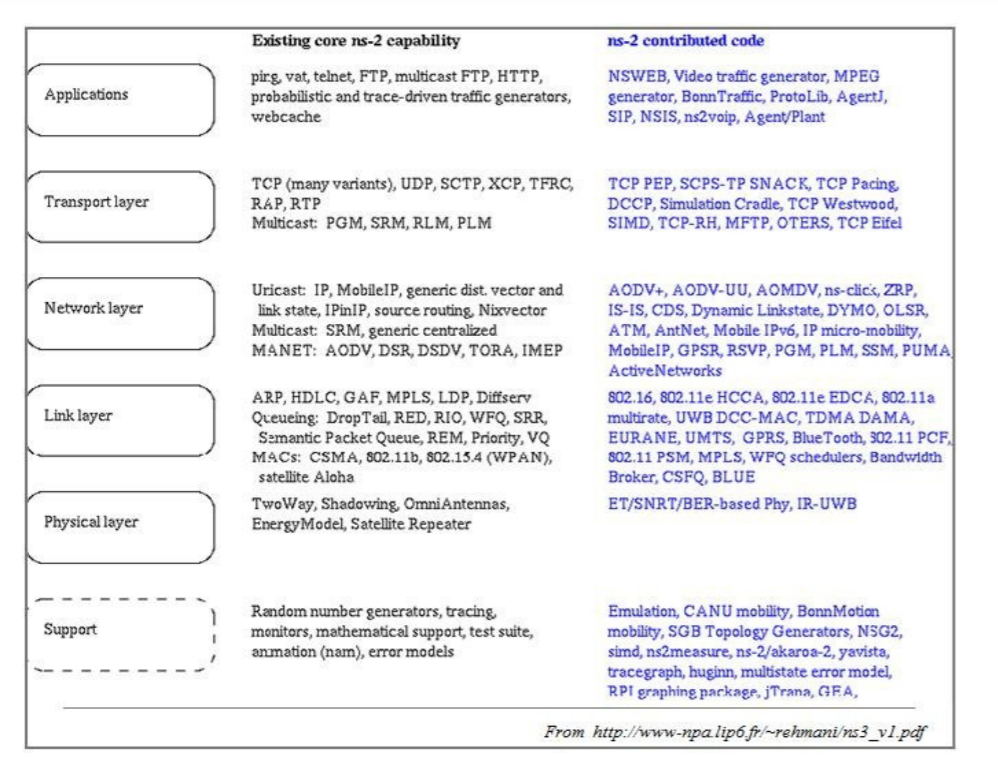 Existing core ns-2 capability
ns-2 contributed code
Applications
ping, vat, telnet, FTP, multicast FTP, HTTP,
probabilistic and trace-driven traffic generators,
webcache
NSWEB, Video traffic generator, MPEG
generator, BonnTraffic, ProtoLib, AgentJ,
SIP, NSIS, ns2voip, Agent/Plant
Transport layer
TCP (many variants), UDP, SCTP, XCP, TFRC,
RAP, RTP
Multicast: PGM, SRM, RLM, PLM
TCP PEP, SCPS-TP SNACK, TCP Pacing,
DCCP, Simulation Cradle, TCP Westwood,
SIMD, TCP-RH, MFTP, OTERS, TCP Eifel
Network layer
Unicast: IP, MobileIP, generic dist. vector and
link state, IPinIP, source routing, Nixvector
Multicast: SRM, generic centralized
MANET: AODV, DSR, DSDV, TORA, IMEP
AODV+, AODV-UU, AOMDV, ns-click, ZRP,
IS-IS, CDS, Dynamic Linkstate, DYMO, OLSR,
ATM, AntNet, Mobile IPv6, IP micro-mobility,
MobileIP, GPSR, RSVP, PGM, PLM, SSM, PUMA
ActiveNetworks
Link layer
ARP, HDLC, GAF, MPLS, LDP, Diffserv
Queueing: DropTail, RED, RIO, WFQ, SRR,
Semantic Packet Queue, REM, Priority, VQ
MACs: CSMA, 802.11b, 802.15.4 (WPAN),
satellite Aloha
802.16, 802.11e HCCA, 802.11e EDCA, 802.11a
multirate, UWB DCC-MAC, TDMA DAMA,
EURANE, UMTS, GPRS, BlueTooth, 802.11 PCF,
802.11 PSM, MPLS, WFQ schedulers, Bandwidth
Broker, CSFQ, BLUE
Physical layer
TwoWay, Shadowing, OmniAntennas,
EnergyModel, Satellite Repeater
ET/SNRT/BER-based Phy, IR-UWB
Support
Random number generators, tracing,
monitors, mathematical support, test suite,
animation (nam), error models
Emulation, CANU mobility, BonnMotion
mobility, SGB Topology Generators, NSG2,
simd, ns2measure, ns-2/akaroa-2, yavista,
tracegraph, huginn, multistate error model,
RPI graphing package, jTrana, GEA,
From http://www-npa.lip6.fr/~rehmani/ns3_v1.pdf